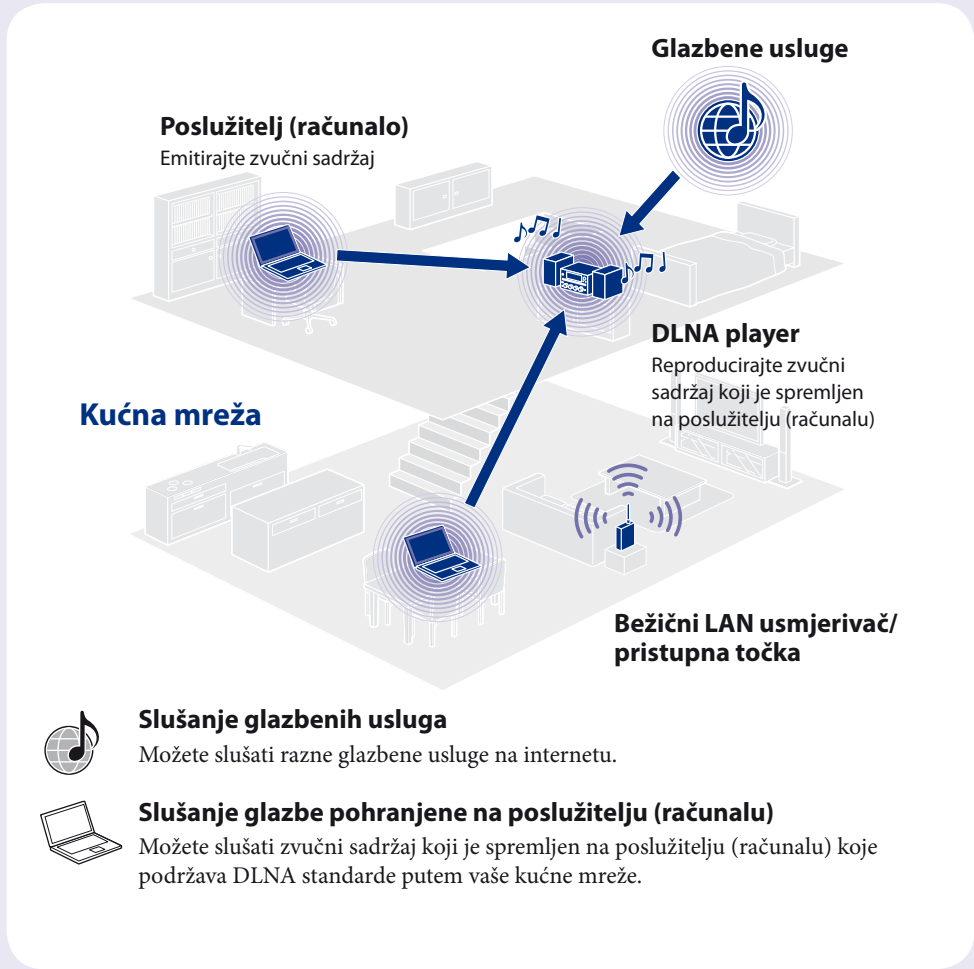 Glazbene usluge
Poslužitelj (računalo)
Emitirajte zvučni sadržaj
DLNA player
Reproducirajte zvučni
sadržaj koji je spremljen
na poslužitelju (računalu)
Kućna mreža
Bežični LAN usmjerivač/
pristupna točka
Slušanje glazbenih usluga
Možete slušati razne glazbene usluge na internetu.
Slušanje glazbe pohranjene na poslužitelju (računalu)
Možete slušati zvučni sadržaj koji je spremljen na poslužitelju (računalu) koje
podržava DLNA standarde putem vaše kućne mreže.